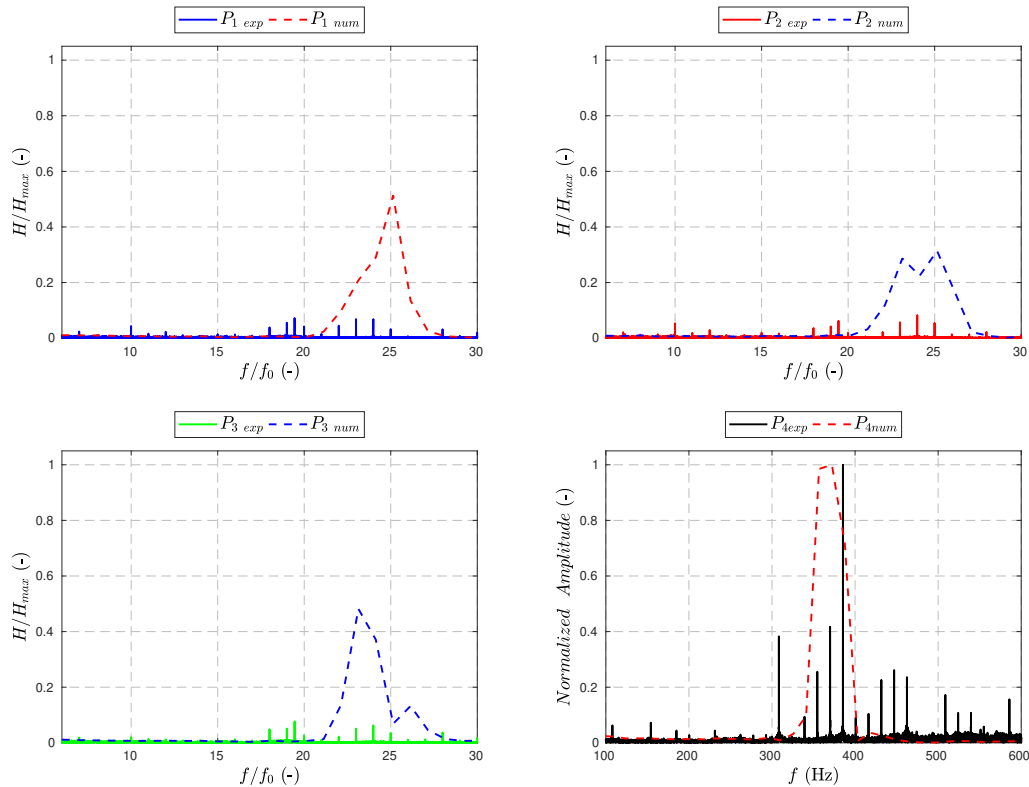 P1 exp P1 num
1
0.8
0.6
0.4
0.2
0
H/Hmax (-)
10 15 20 25 30
f/f0 (-)
P2 exp P2 num
1
0.8
0.6
0.4
0.2
0
H/Hmax (-)
10 15 20 25 30
f/f0 (-)
P3 exp P3 num
1
0.8
0.6
0.4
0.2
0
H/Hmax (-)
10 15 20 25 30
f/f0 (-)
P4exp P4num
1
0.8
0.6
0.4
0.2
0
Normalized Amplitude (-)
100 200 300 400 500 600
f (Hz)